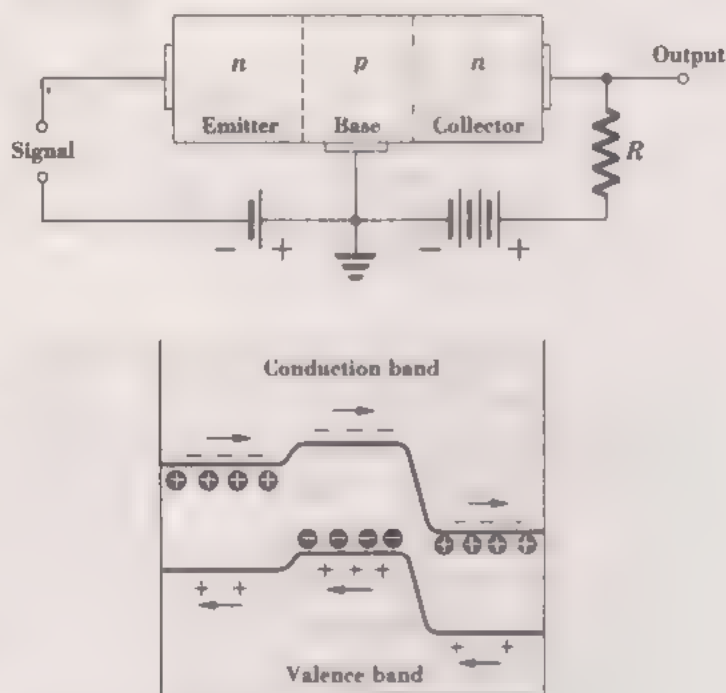 n p n
Output
Emitter Base Collector
Signal
R
− + − +
Conduction band
− − − − − −
+ + + + − − − − − − + + + +
+ + + + + + +
Valence band